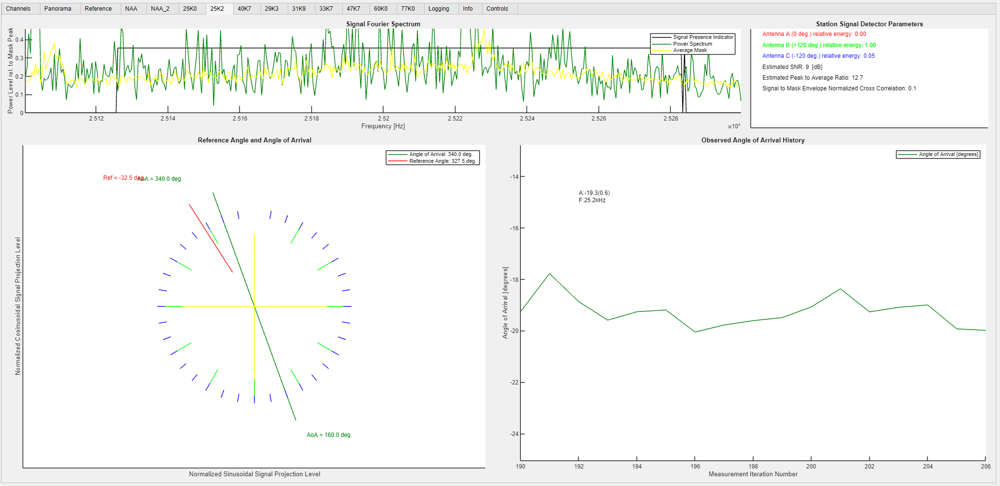 Channels Panorama Reference NAA NAA_2 25K0 25K2 40K7 29K3 31K9 33K7 47K7 60K0 77K0 Logging Info Controls
Signal Fourier Spectrum
Power Level rel. to Mask Peak
0.4
0.3
0.2
0.1
0
2.512 2.514 2.516 2.518 2.52 2.522 2.524 2.526 2.528
Frequency [Hz]
×10⁴
Signal Presence Indicator
Power Spectrum
Average Mask
Station Signal Detector Parameters
Antenna A (0 deg.) relative energy: 0.00
Antenna B (+120 deg.) relative energy: 1.00
Antenna C (-120 deg.) relative energy: 0.05
Estimated SNR: 9 [dB]
Estimated Peak to Average Ratio: 12.7
Signal to Mask Envelope Normalized Cross Correlation: 0.1
Reference Angle and Angle of Arrival
Angle of Arrival: 340.0 deg.
Reference Angle: 327.5 deg.
Ref = -32.5 deg.
AoA = 340.0 deg.
AoA = 160.0 deg.
Normalized Cosinusoidal Signal Projection Level
Normalized Sinusoidal Signal Projection Level
Observed Angle of Arrival History
Angle of Arrival [degrees]
A:-19.3(0.6)
F:25.2kHz
Angle of Arrival [degrees]
-14
-16
-18
-20
-22
-24
190 192 194 196 198 200 202 204 206
Measurement Iteration Number